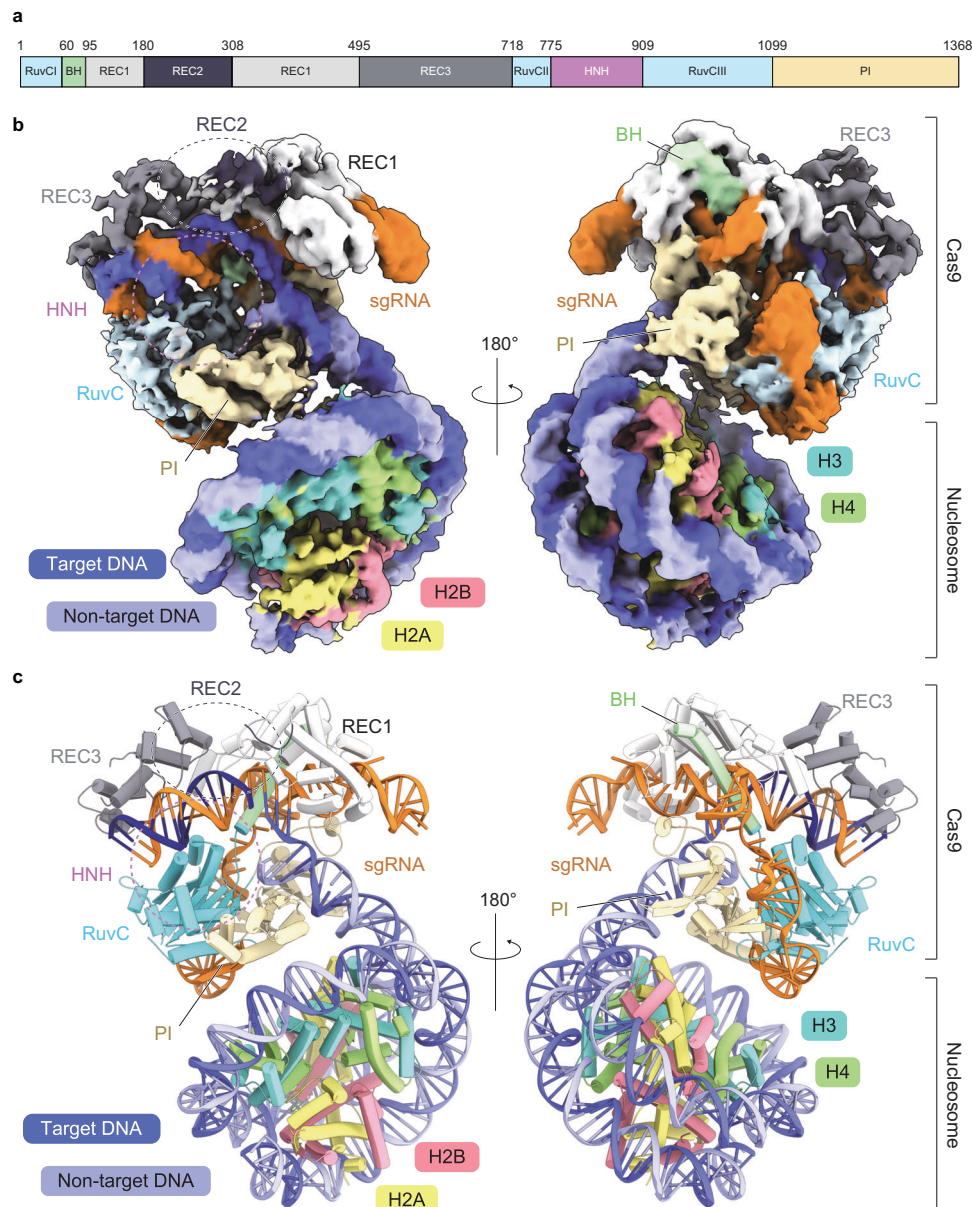 a
1 60 95 180 308 495 718 775 909 1099 1368
RuvCI BH REC1 REC2 REC1 REC3 RuvCII HNH RuvCIII PI
b
REC2
REC1
REC3
sgRNA
HNH
RuvC
PI
Target DNA
Non-target DNA
H2B
H2A
180°
BH
REC3
sgRNA
PI
RuvC
H3
H4
Cas9
Nucleosome
c
REC2
REC1
REC3
HNH
sgRNA
RuvC
PI
Target DNA
Non-target DNA
H2B
H2A
180°
BH
REC3
sgRNA
PI
RuvC
H3
H4
Cas9
Nucleosome